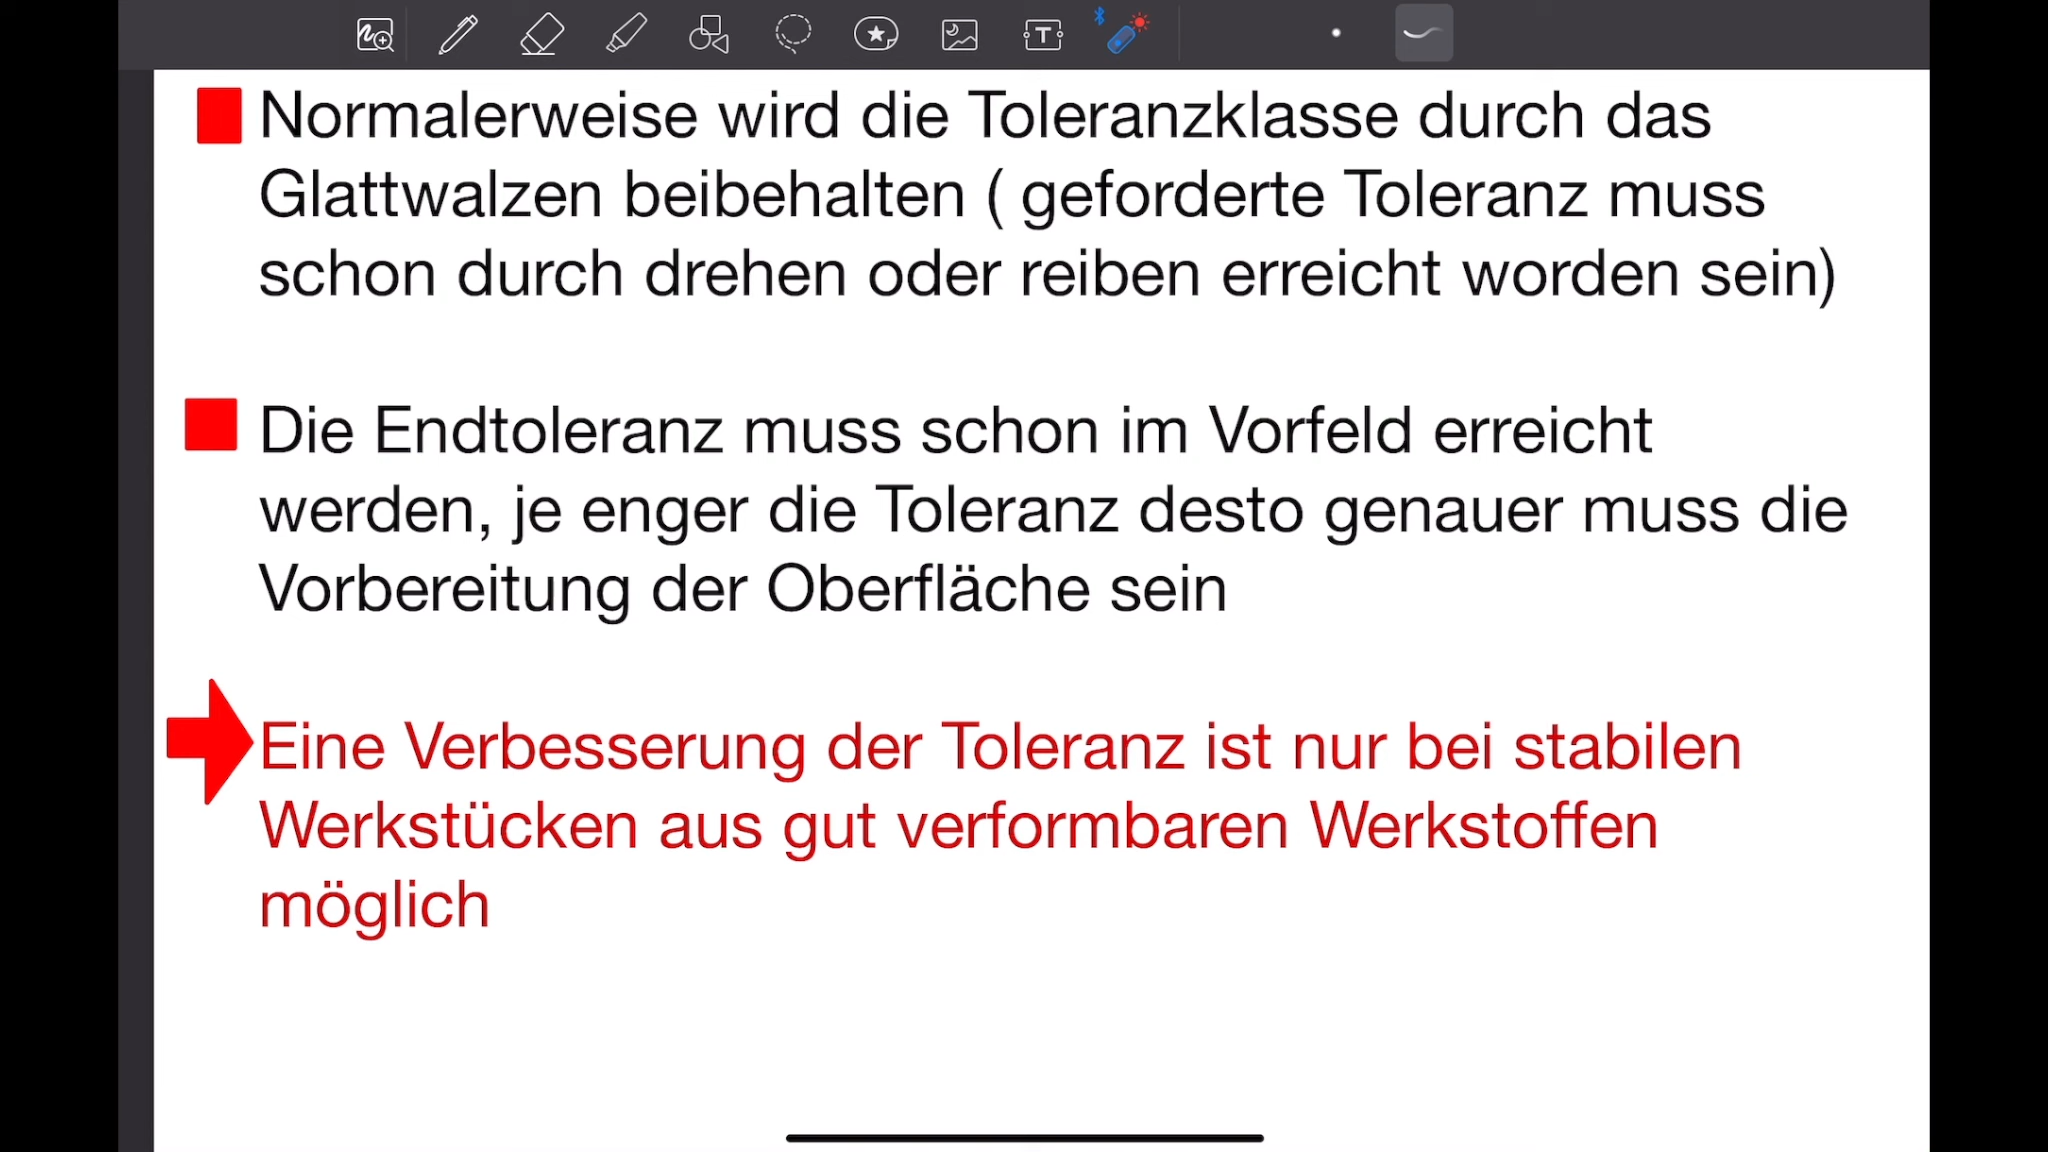 Normalerweise wird die Toleranzklasse durch das
Glattwalzen beibehalten ( geforderte Toleranz muss
schon durch drehen oder reiben erreicht worden sein)
Die Endtoleranz muss schon im Vorfeld erreicht
werden, je enger die Toleranz desto genauer muss die
Vorbereitung der Oberfläche sein
Eine Verbesserung der Toleranz ist nur bei stabilen
Werkstücken aus gut verformbaren Werkstoffen
möglich